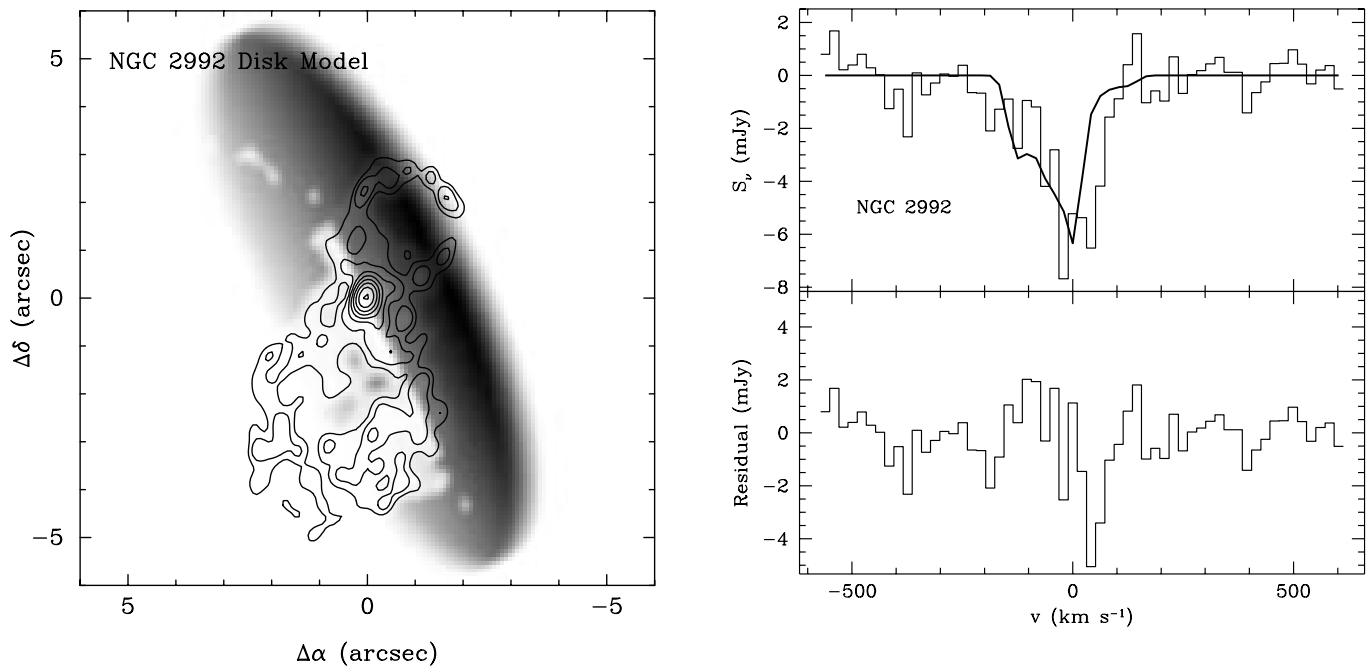 NGC 2992 Disk Model
5
0
−5
Δδ (arcsec)
5
0
−5
Δα (arcsec)
2
0
−2
−4
−6
−8
S_ν (mJy)
NGC 2992
4
2
0
−2
−4
Residual (mJy)
−500
0
500
v (km s⁻¹)